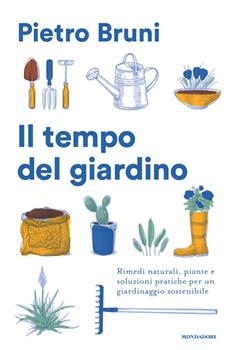 Pietro Bruni
Il tempo
del giardino
Rimedi naturali, piante e
soluzioni pratiche per un
giardinaggio sostenibile
MONDADORI